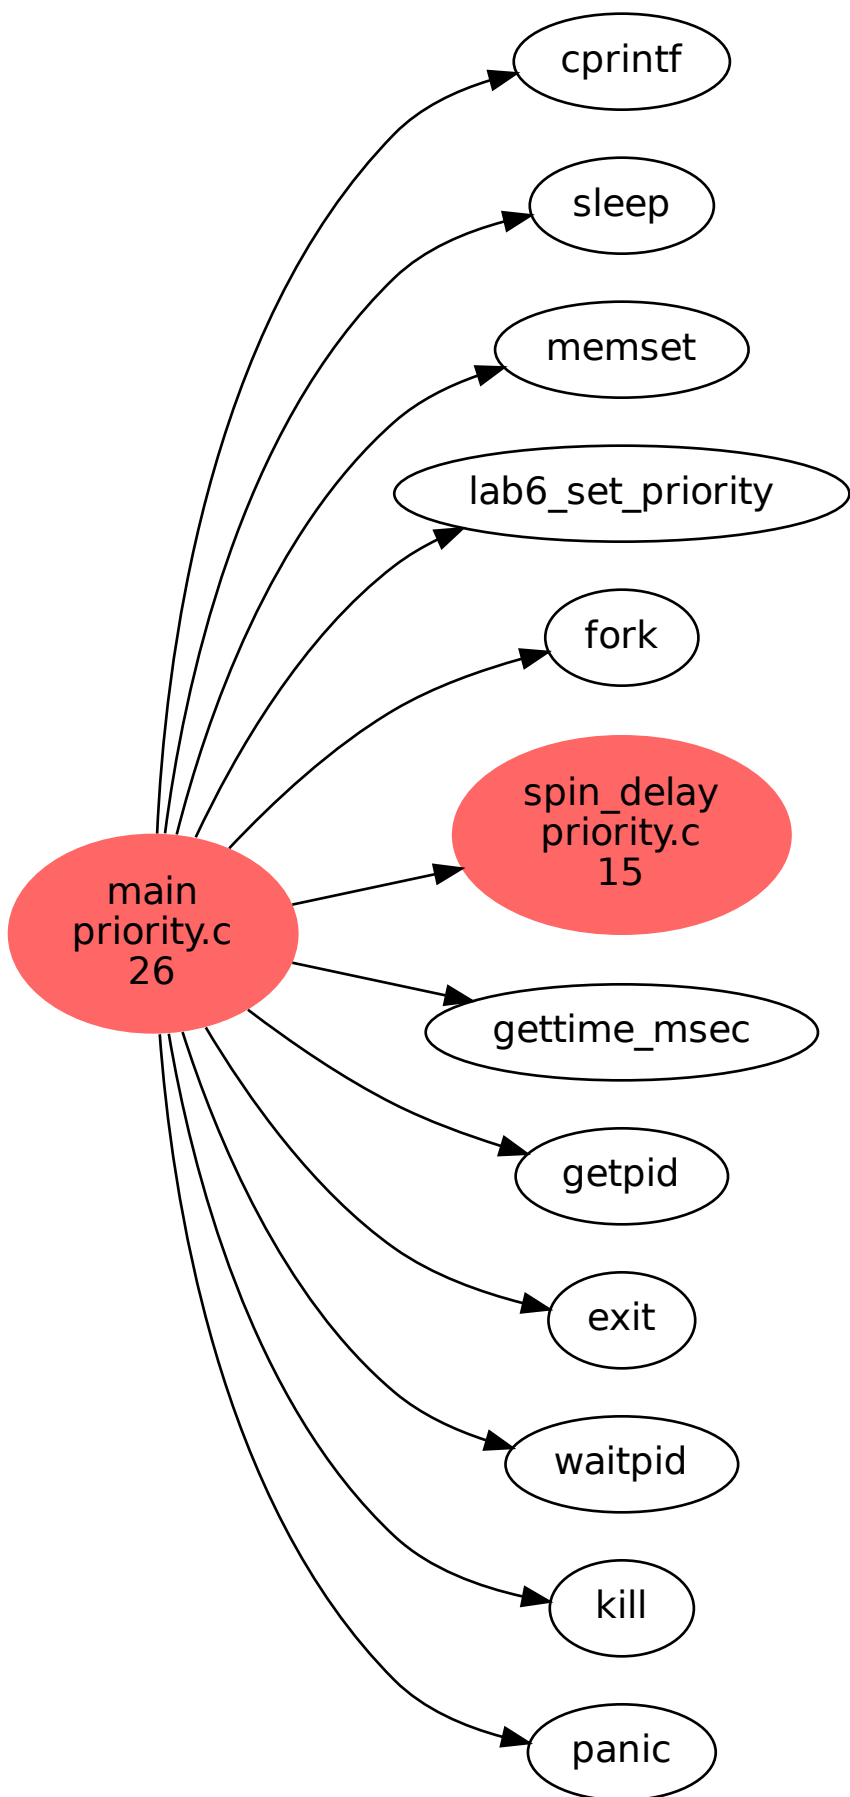 cprintf
sleep
memset
lab6_set_priority
fork
spin_delay
priority.c
15
main
priority.c
26
gettime_msec
getpid
exit
waitpid
kill
panic